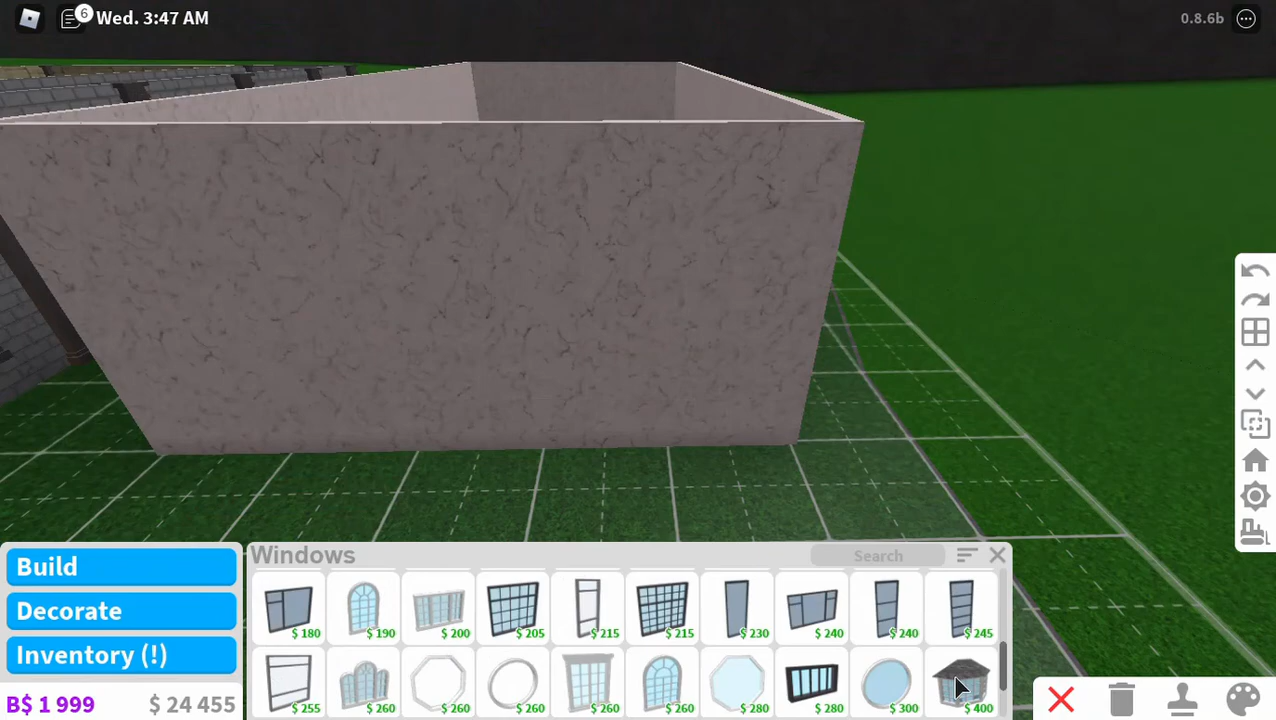 6 Wed. 3:47 AM
0.8.6b
Windows
Search
Build
Decorate
Inventory (!)
B$ 1 999 $ 24 455
$ 180 $ 190 $ 200 $ 205 $ 215 $ 215 $ 230 $ 240 $ 240 $ 245
$ 255 $ 260 $ 260 $ 260 $ 260 $ 260 $ 280 $ 280 $ 300 $ 400